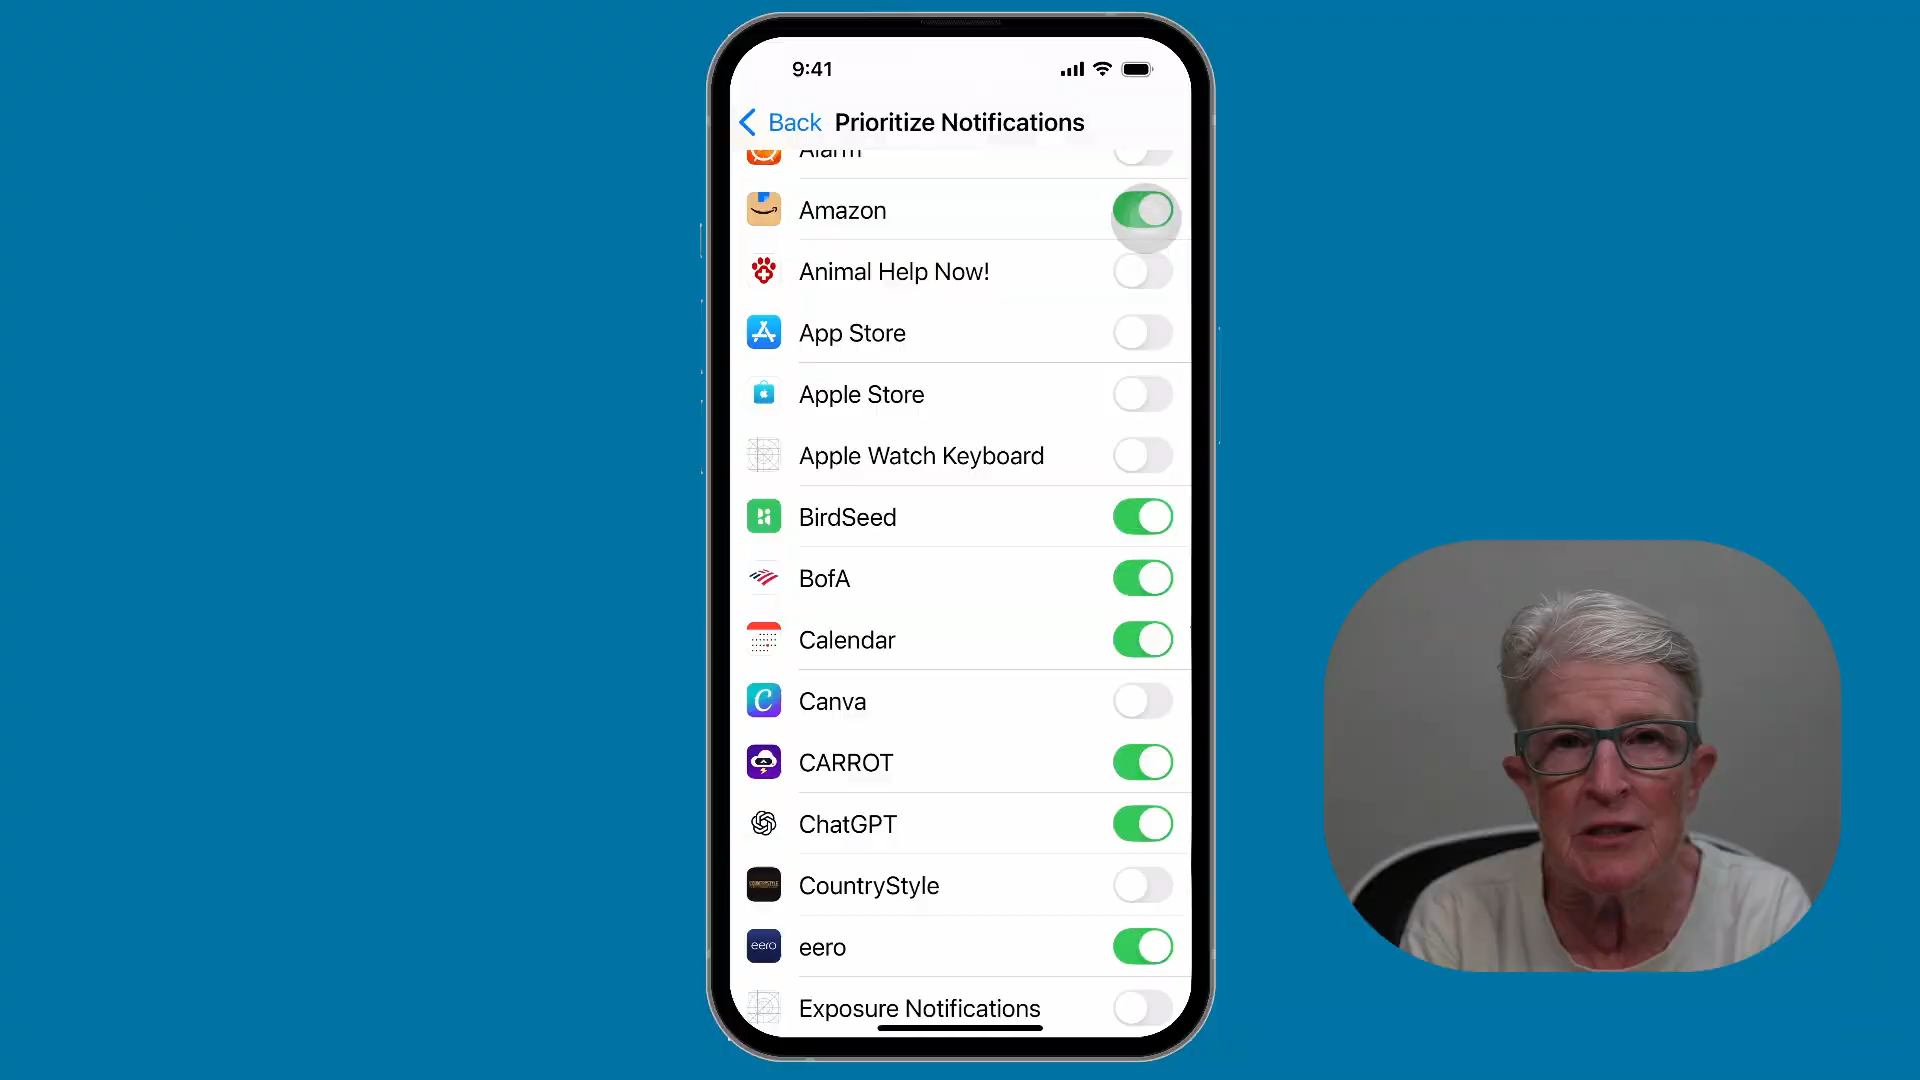 9:41
Back Prioritize Notifications
Alarm
Amazon
Animal Help Now!
App Store
Apple Store
Apple Watch Keyboard
BirdSeed
BofA
Calendar
Canva
CARROT
ChatGPT
CountryStyle
eero
eero
Exposure Notifications